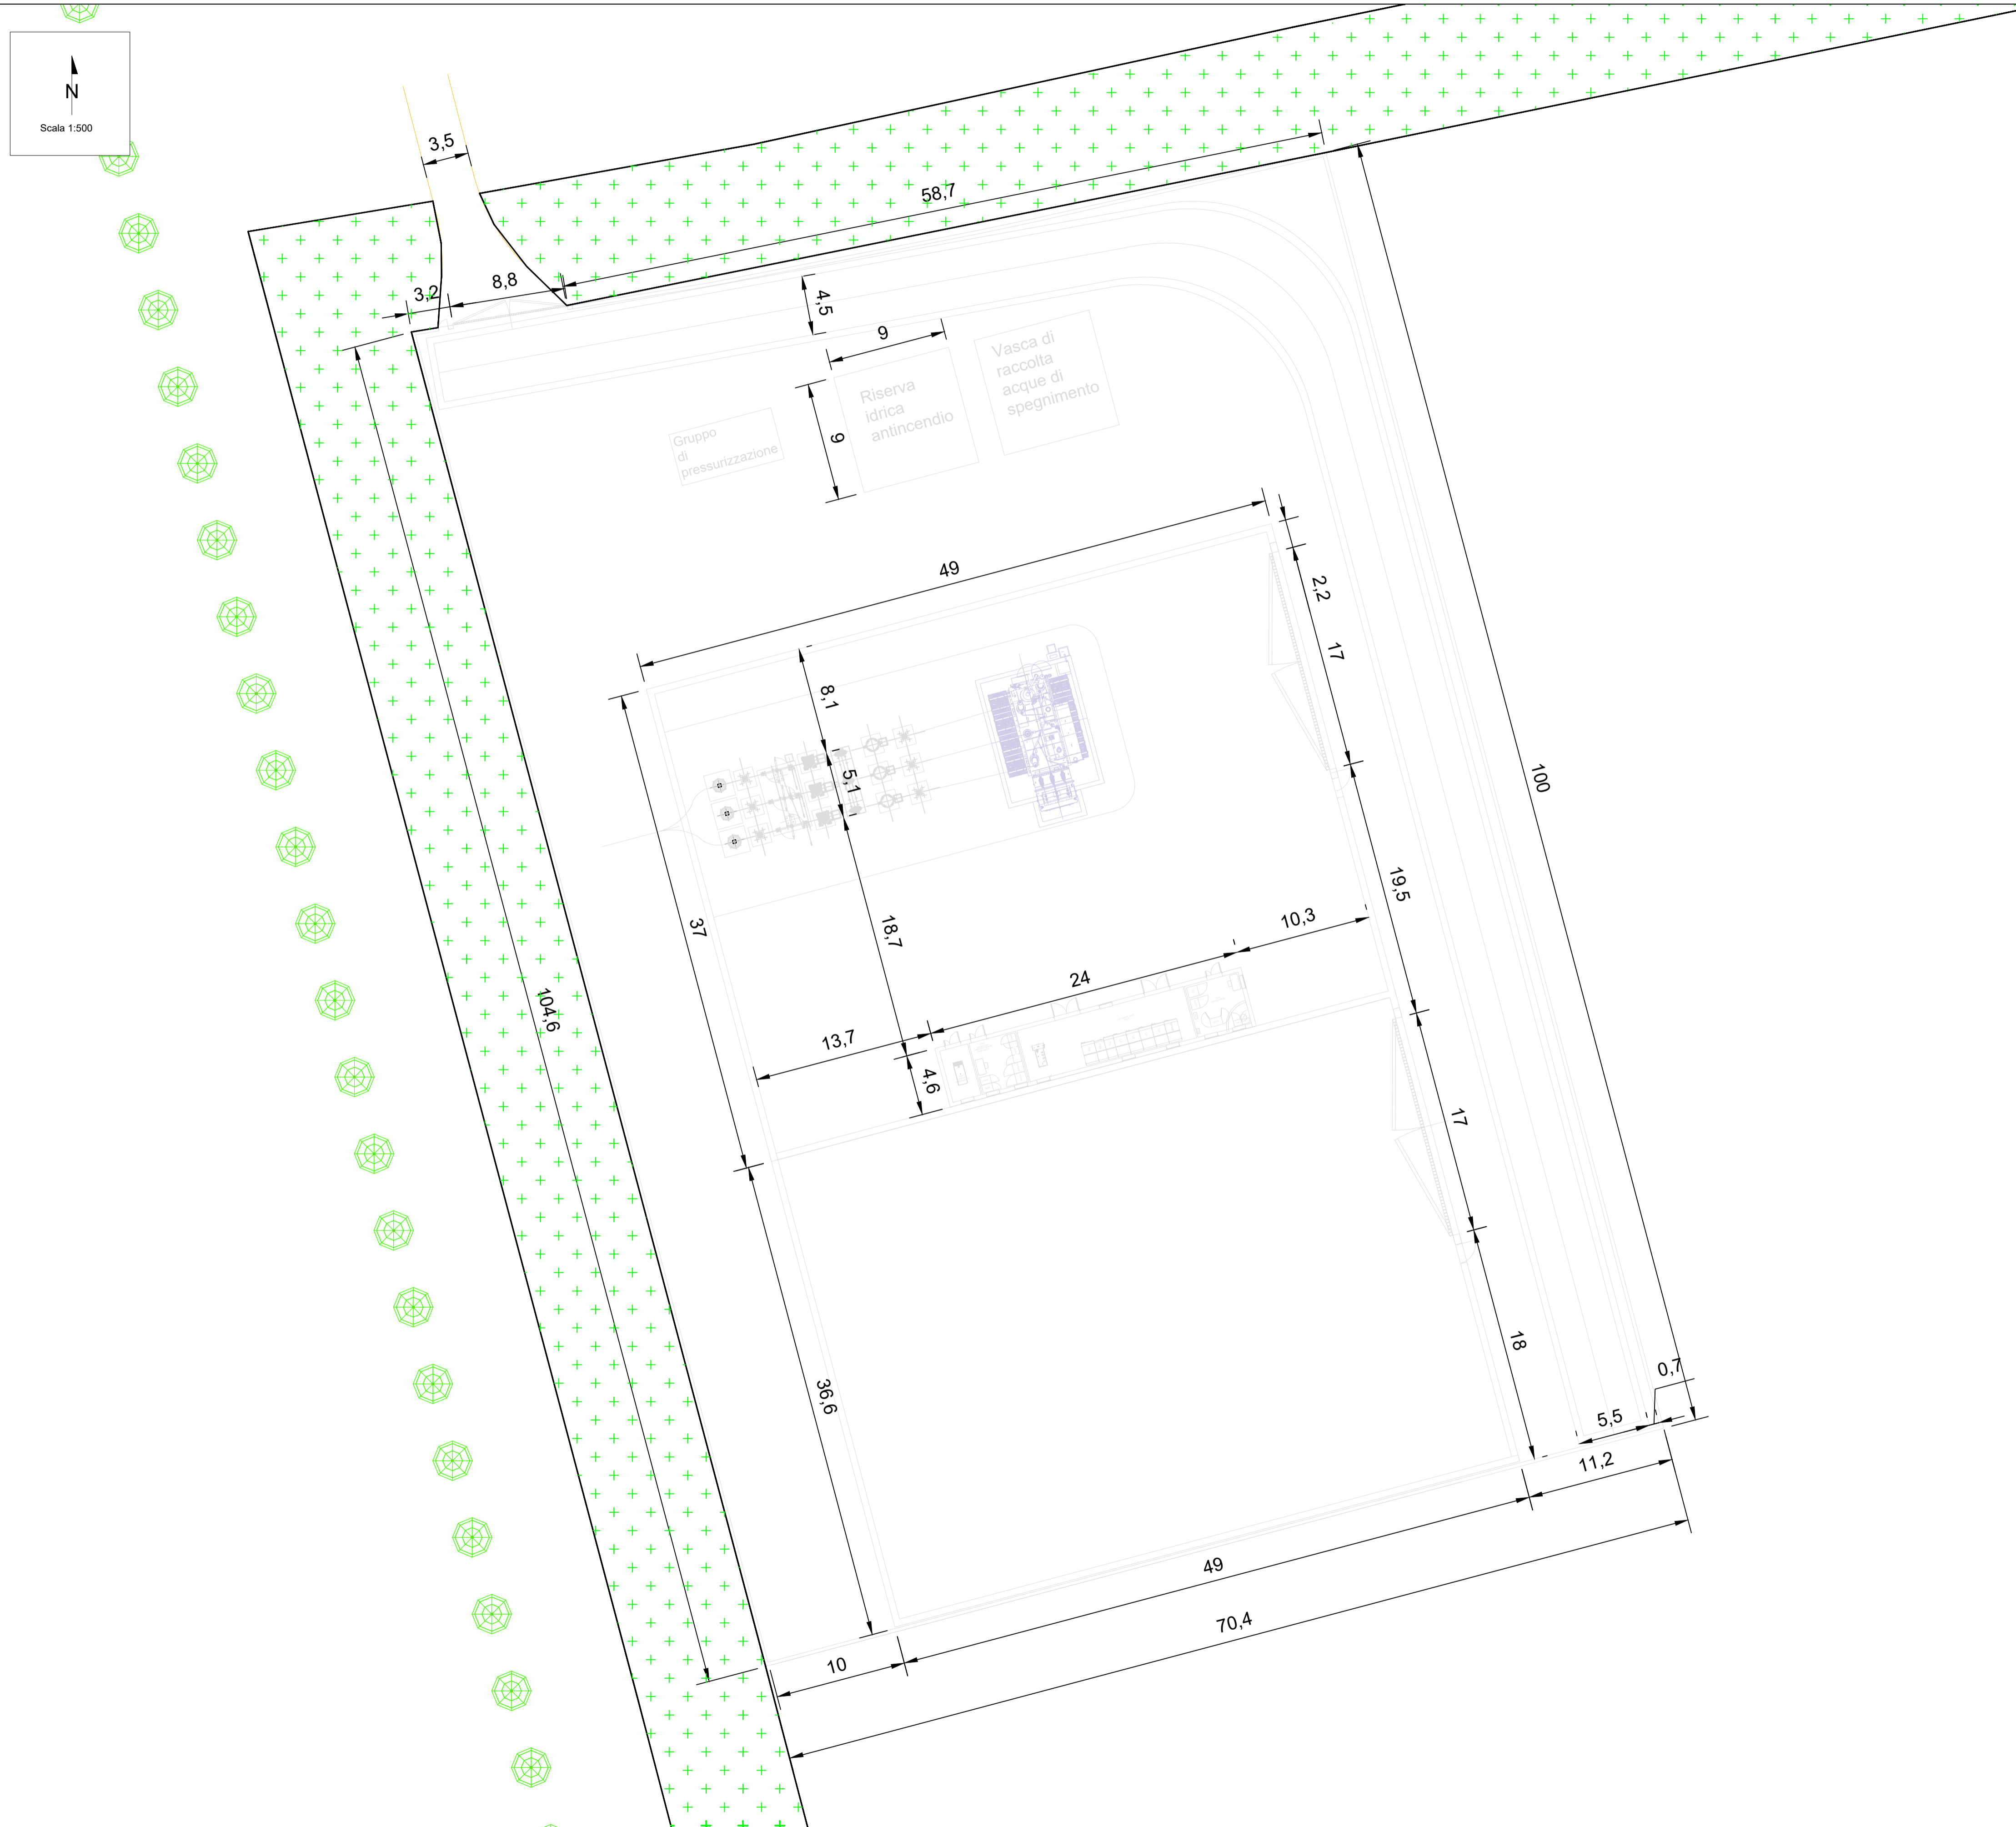 N
Scala 1:500
3,5
58,7
3,2
8,8
4,5
9
Vasca di
raccolta
acque di
spegnimento
Riserva
idrica
antincendio
9
Gruppo
di
pressurizzazione
49
2,2
17
8,1
5,1
100
37
18,7
19,5
10,3
24
13,7
4,6
104,6
17
18
36,6
0,7
5,5
11,2
49
70,4
10